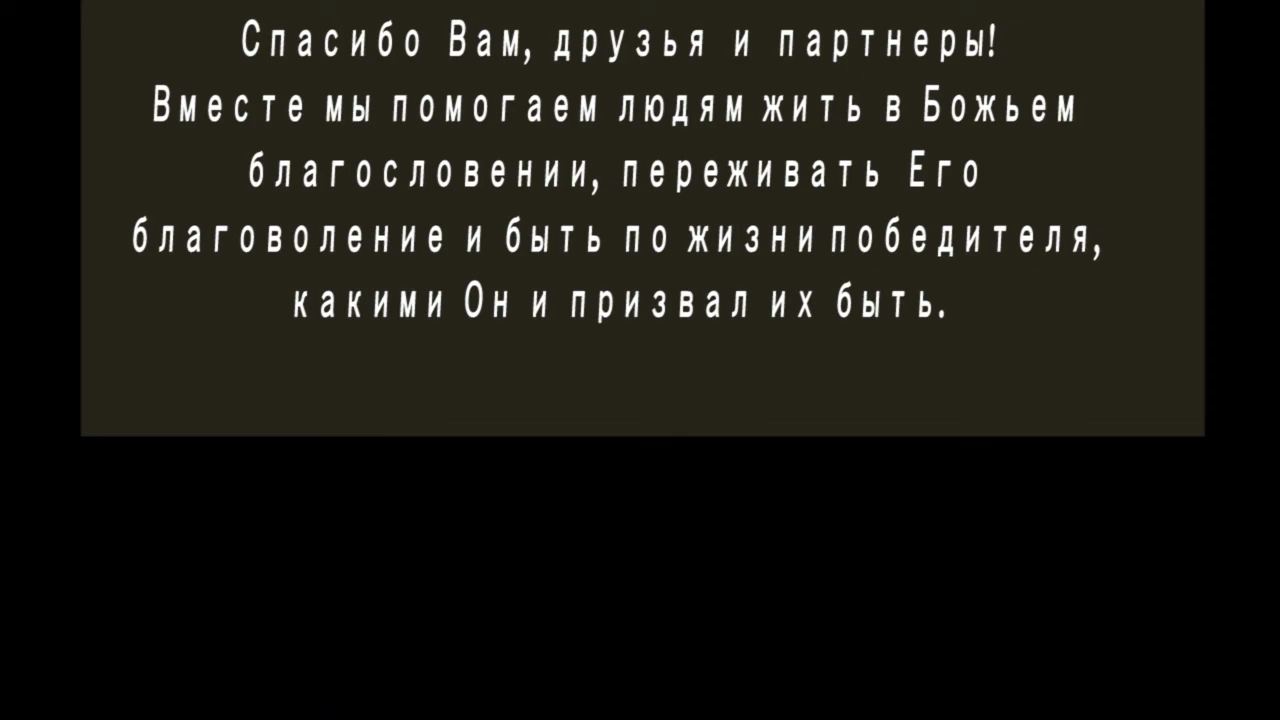 Спасибо Вам, друзья и партнеры!
Вместе мы помогаем людям жить в Божьем
благословении, переживать Его
благоволение и быть по жизни победителя,
какими Он и призвал их быть.